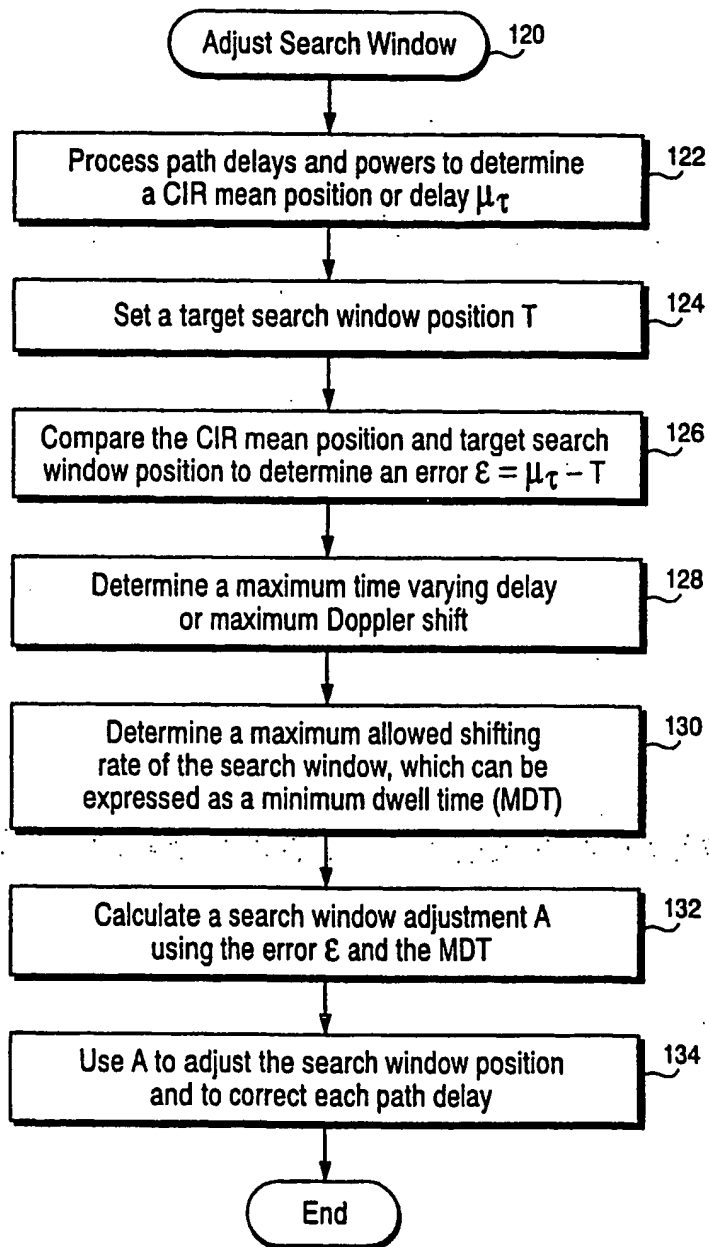 Adjust Search Window
120
Process path delays and powers to determine
a CIR mean position or delay μτ
122
Set a target search window position T
124
Compare the CIR mean position and target search
window position to determine an error ε = μτ – T
126
Determine a maximum time varying delay
or maximum Doppler shift
128
Determine a maximum allowed shifting
rate of the search window, which can be
expressed as a minimum dwell time (MDT)
130
Calculate a search window adjustment A
using the error ε and the MDT
132
Use A to adjust the search window position
and to correct each path delay
134
End